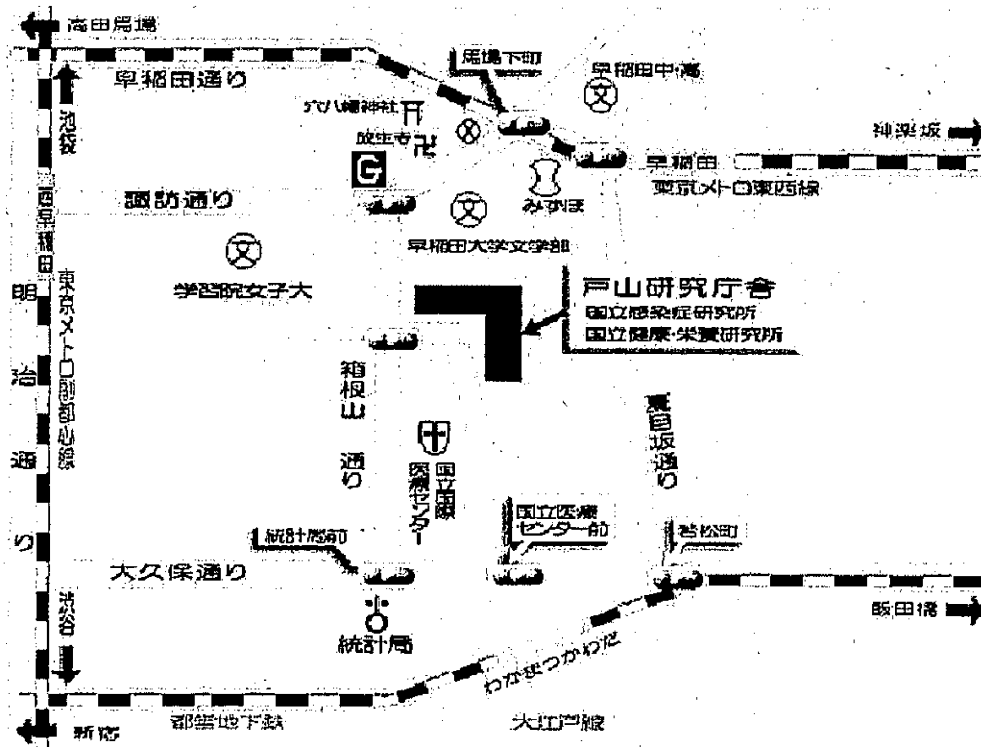 高田馬場
早稲田通り
馬場下町
早稲田中・高
穴八幡神社
放生寺
神楽坂
早稲田
東京メトロ東西線
池袋
西早稲田
諏訪通り
みずほ
早稲田大学文学部
学習院女子大
戸山研究庁舎
国立感染症研究所
国立健康・栄養研究所
明治通り
東京メトロ副都心線
箱根山通り
夏目坂通り
国立国際
医療センター
国立医療
センター前
統計局前
若松町
大久保通り
渋谷
統計局
飯田橋
わかまつかわだ
都営地下鉄
大江戸線
新宿